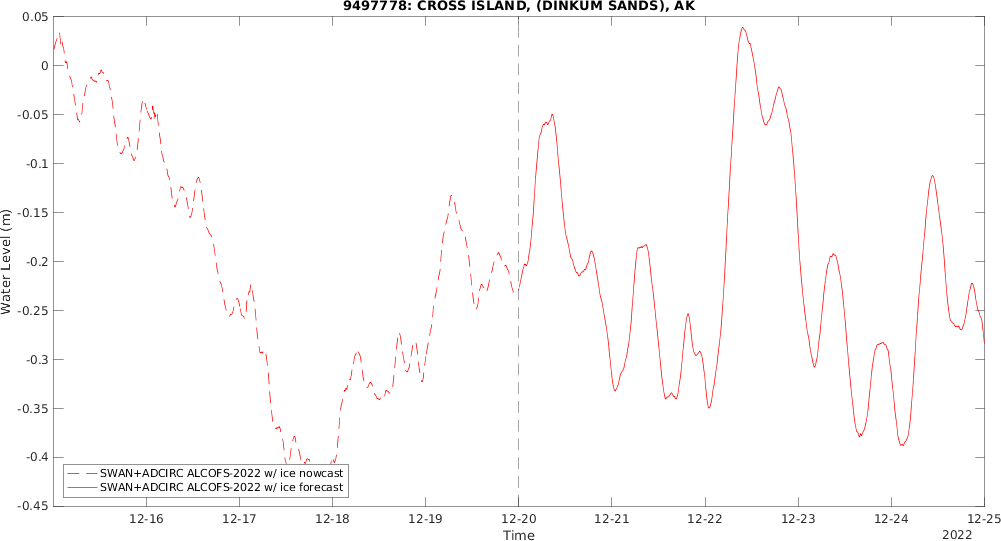 9497778: CROSS ISLAND, (DINKUM SANDS), AK
0.05
0
-0.05
-0.1
-0.15
-0.2
-0.25
-0.3
-0.35
-0.4
-0.45
Water Level (m)
SWAN+ADCIRC ALCOFS-2022 w/ ice nowcast
SWAN+ADCIRC ALCOFS-2022 w/ ice forecast
12-16 12-17 12-18 12-19 12-20 12-21 12-22 12-23 12-24 12-25
Time
2022